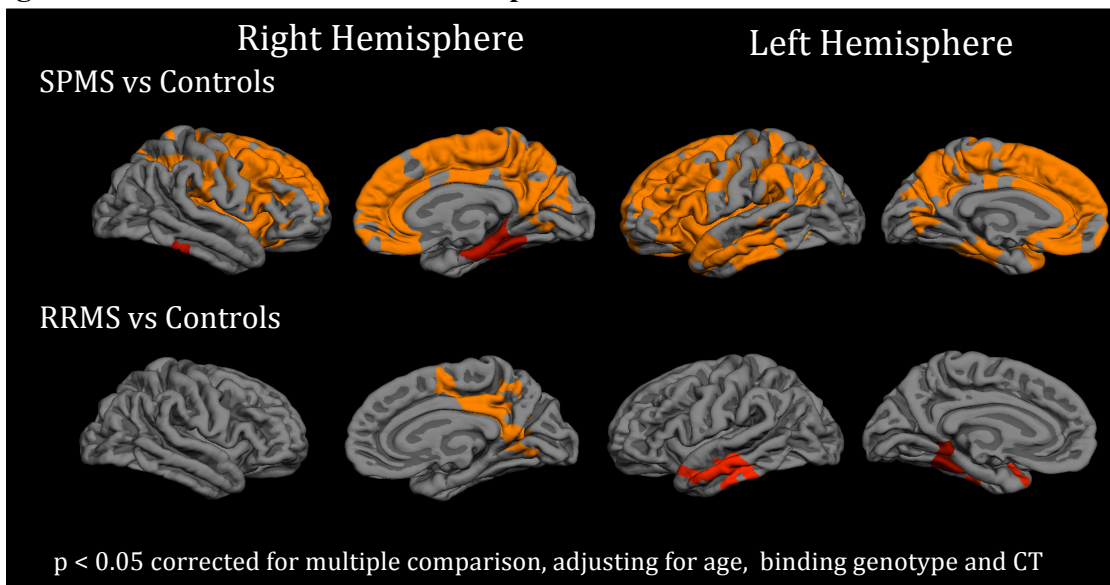 Right Hemisphere
Left Hemisphere
SPMS vs Controls
RRMS vs Controls
p < 0.05 corrected for multiple comparison, adjusting for age, binding genotype and CT